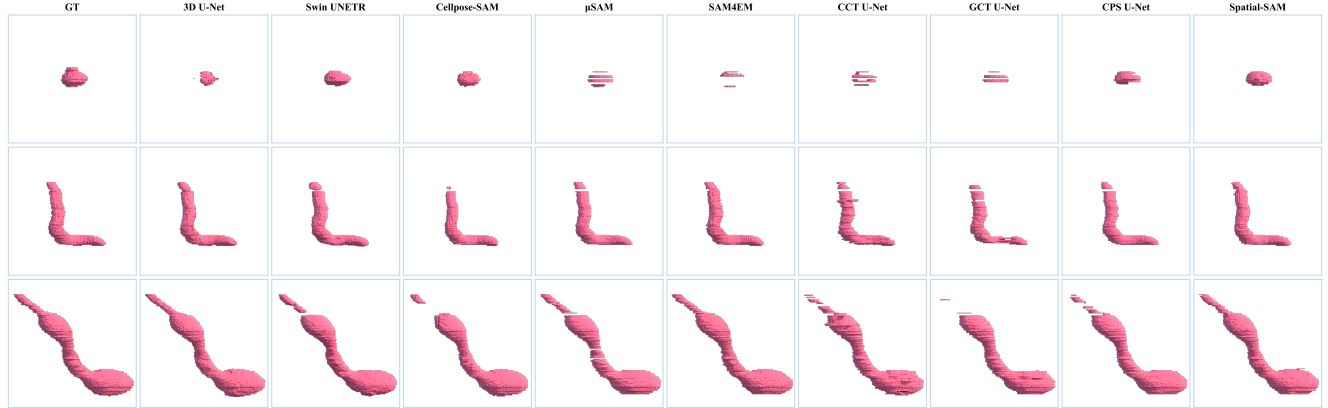 GT 3D U-Net Swin UNETR Cellpose-SAM μSAM SAM4EM CCT U-Net GCT U-Net CPS U-Net Spatial-SAM